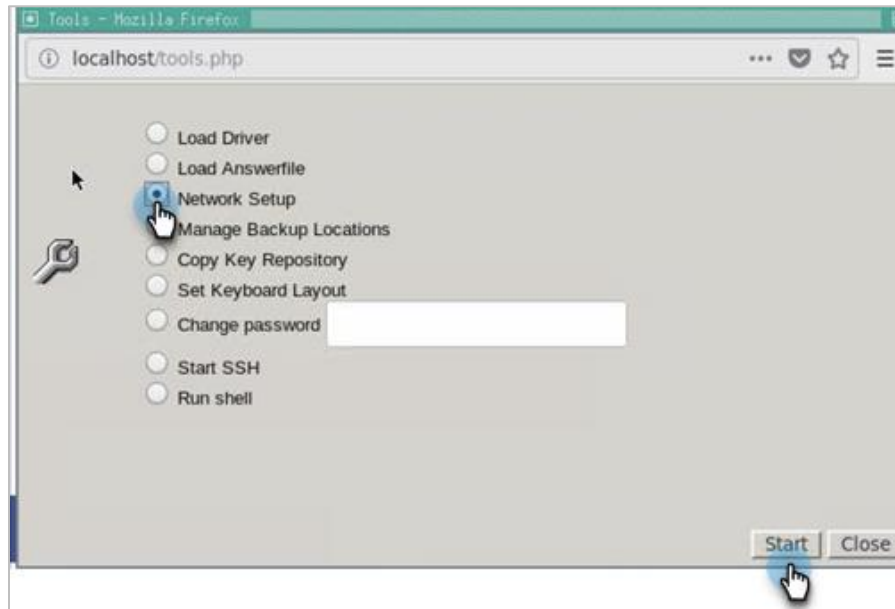 Tools - Mozilla Firefox
localhost/tools.php
Load Driver
Load Answerfile
Network Setup
Manage Backup Locations
Copy Key Repository
Set Keyboard Layout
Change password
Start SSH
Run shell
Start Close